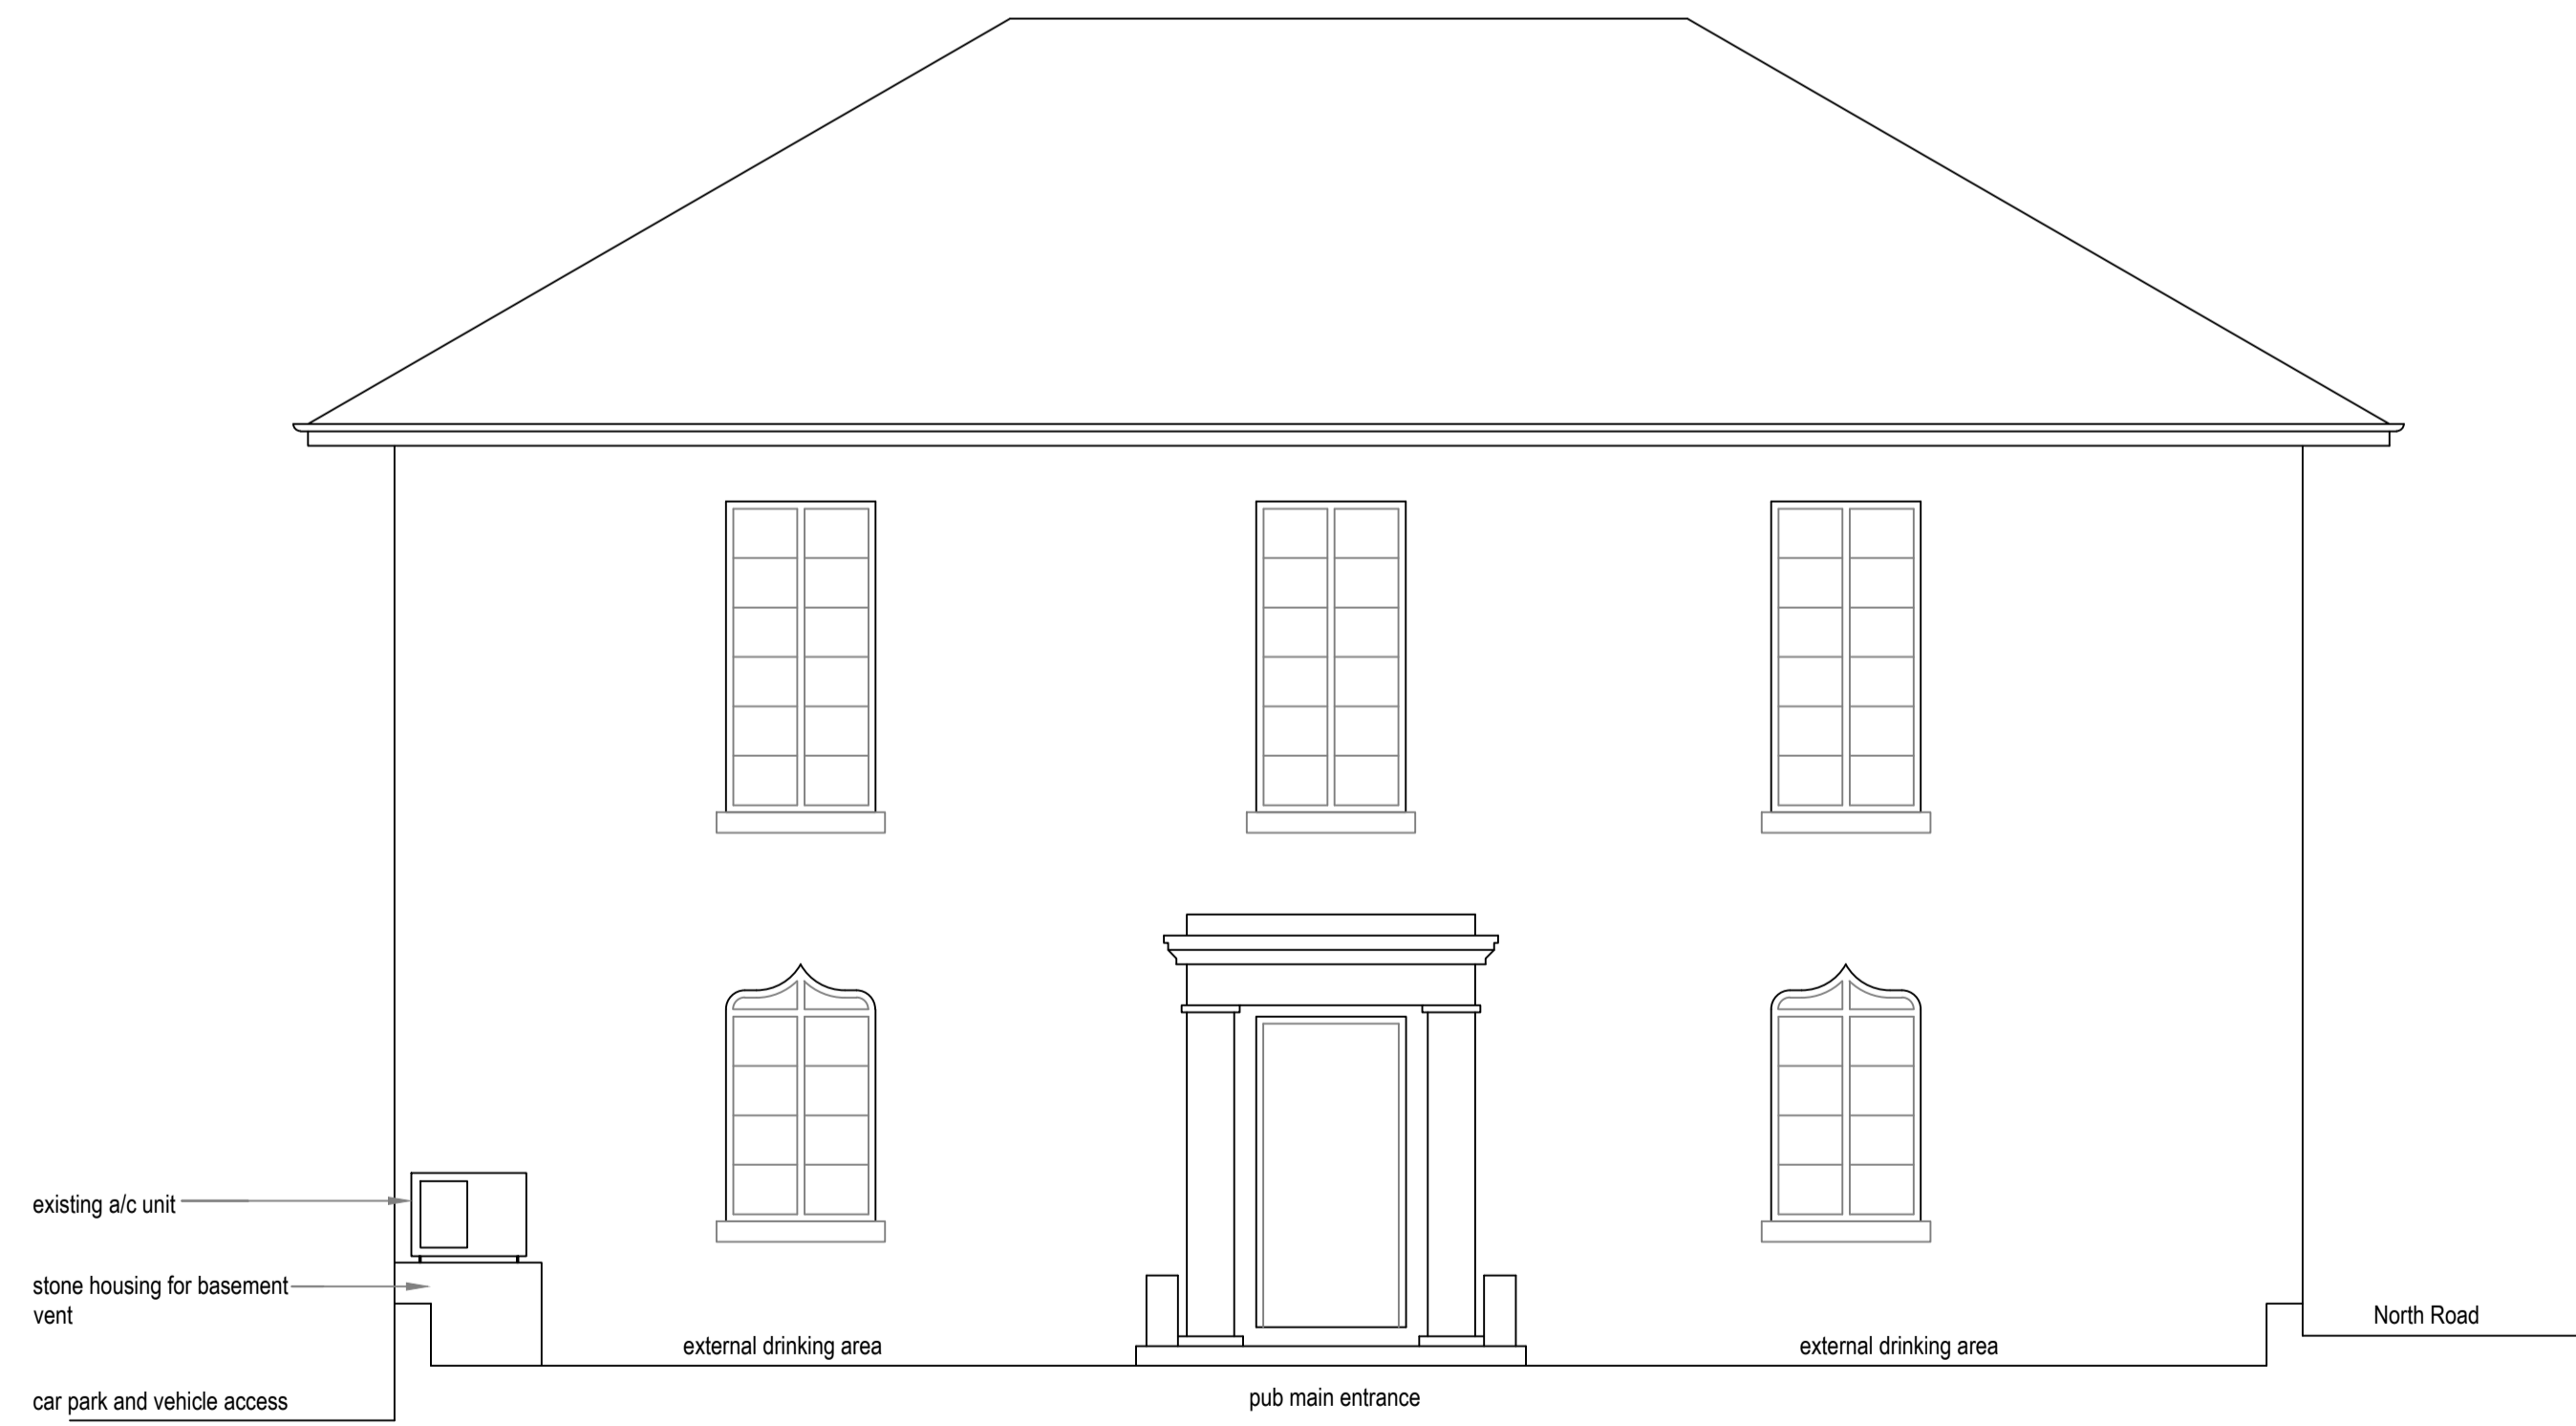 existing a/c unit
stone housing for basement
vent
North Road
external drinking area
external drinking area
car park and vehicle access
pub main entrance